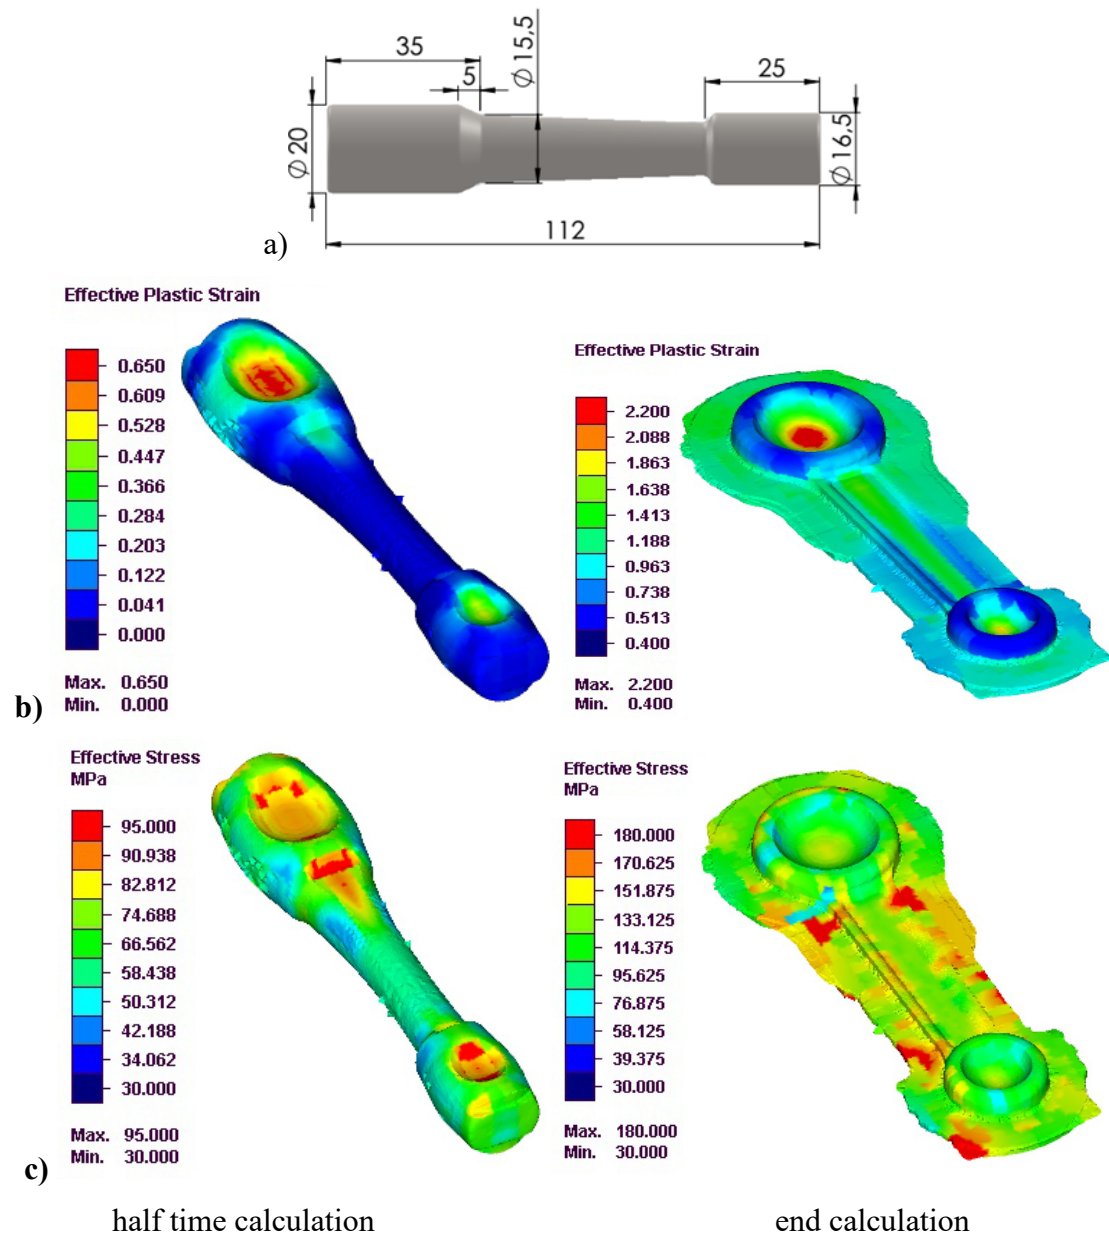 35
5
Ø15,5
25
Ø20
Ø16,5
112
a)
Effective Plastic Strain
0.650
0.609
0.528
0.447
0.366
0.284
0.203
0.122
0.041
0.000
Max. 0.650
Min. 0.000
Effective Plastic Strain
2.200
2.088
1.863
1.638
1.413
1.188
0.963
0.738
0.513
0.400
Max. 2.200
Min. 0.400
b)
Effective Stress
MPa
95.000
90.938
82.812
74.688
66.562
58.438
50.312
42.188
34.062
30.000
Max. 95.000
Min. 30.000
Effective Stress
MPa
180.000
170.625
151.875
133.125
114.375
95.625
76.875
58.125
39.375
30.000
Max. 180.000
Min. 30.000
c)
half time calculation
end calculation